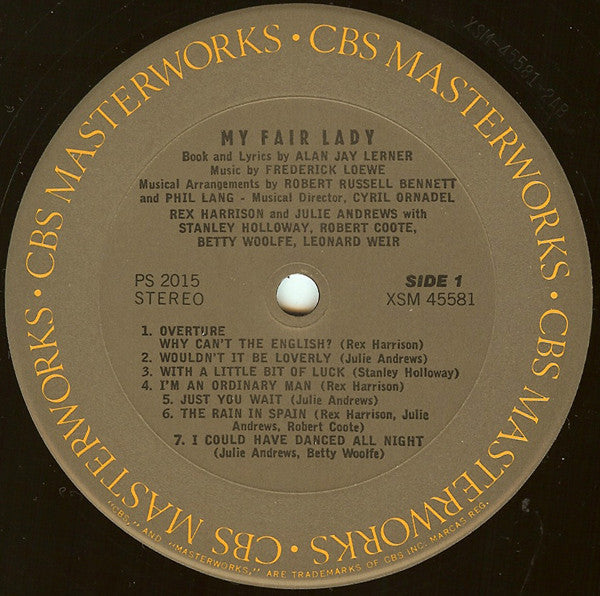 CBS MASTERWORKS • CBS MASTERWORKS • CBS MASTERWORKS • CBS MASTERWORKS •
MY FAIR LADY
Book and Lyrics by ALAN JAY LERNER
Music by FREDERICK LOEWE
Musical Arrangements by ROBERT RUSSELL BENNETT
and PHIL LANG - Musical Director, CYRIL ORNADEL
REX HARRISON and JULIE ANDREWS with
STANLEY HOLLOWAY, ROBERT COOTE,
BETTY WOOLFE, LEONARD WEIR
PS 2015 SIDE 1
STEREO XSM 45581
1. OVERTURE
WHY CAN'T THE ENGLISH? (Rex Harrison)
2. WOULDN'T IT BE LOVERLY (Julie Andrews)
3. WITH A LITTLE BIT OF LUCK (Stanley Holloway)
4. I'M AN ORDINARY MAN (Rex Harrison)
5. JUST YOU WAIT (Julie Andrews)
6. THE RAIN IN SPAIN (Rex Harrison, Julie
Andrews, Robert Coote)
7. I COULD HAVE DANCED ALL NIGHT
(Julie Andrews, Betty Woolfe)
"CBS," AND "MASTERWORKS," ARE TRADEMARKS OF CBS INC. MARCAS REG.